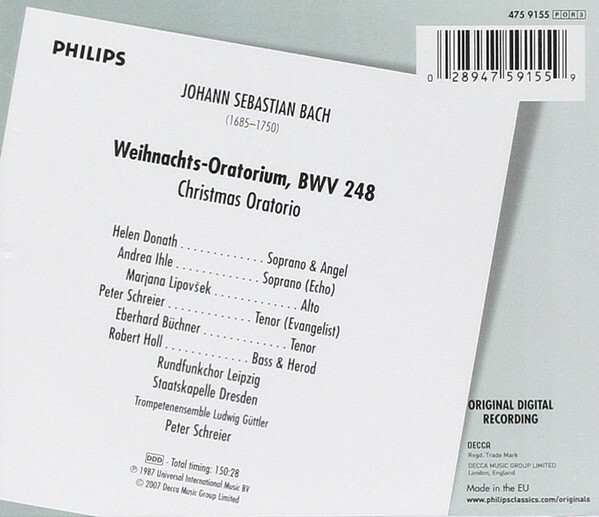 475 9155 POR3
0 28947 59155 9
PHILIPS
JOHANN SEBASTIAN BACH
(1685–1750)
Weihnachts-Oratorium, BWV 248
Christmas Oratorio
Helen Donath . . . . . . . . . . . . . Soprano & Angel
Andrea Ihle . . . . . . . . . . . . . Soprano (Echo)
Marjana Lipovšek . . . . . . . . . . . . . Alto
Peter Schreier . . . . . . . . . . . . . Tenor (Evangelist)
Eberhard Büchner . . . . . . . . . . . . . Tenor
Robert Holl . . . . . . . . . . . . . Bass & Herod
Rundfunkchor Leipzig
Staatskapelle Dresden
Trompetenensemble Ludwig Güttler
Peter Schreier
DDD · Total timing: 150:28
℗ 1987 Universal International Music BV
© 2007 Decca Music Group Limited
ORIGINAL DIGITAL
RECORDING
DECCA
Regd. Trade Mark
DECCA MUSIC GROUP LIMITED
London, England
Made in the EU
www.philipsclassics.com/originals